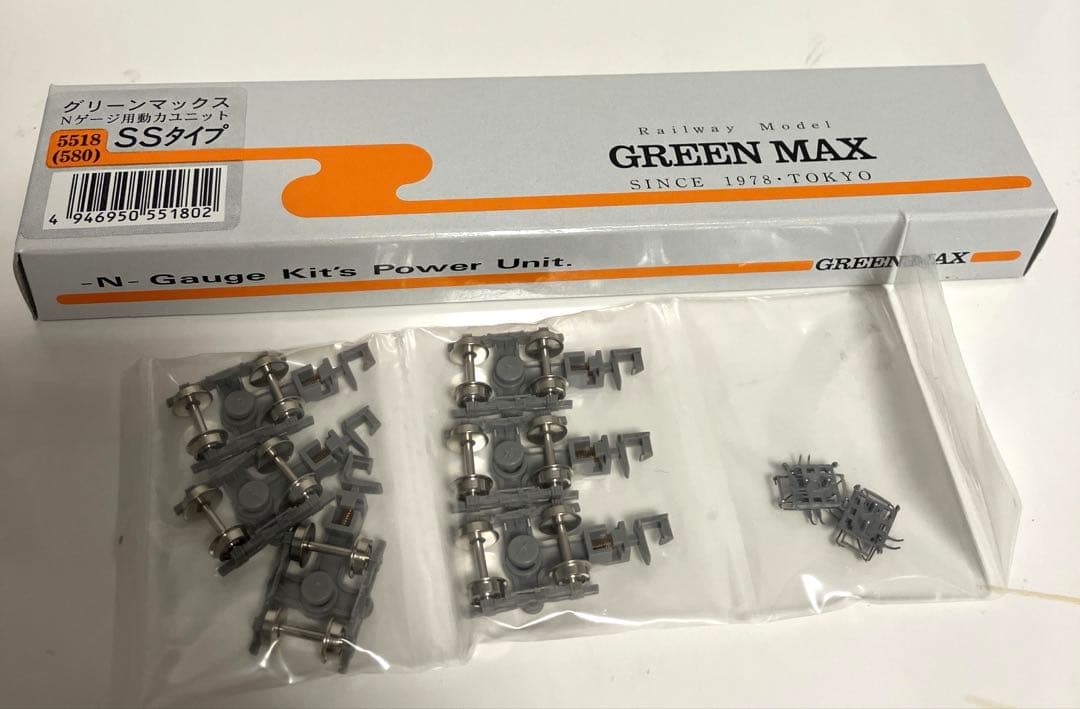 グリーンマックス
Nゲージ用動力ユニット
5518
(580)
SSタイプ
4 946950 551802
Railway Model
GREEN MAX
SINCE 1978・TOKYO
-N- Gauge Kit's Power Unit.
GREEN MAX